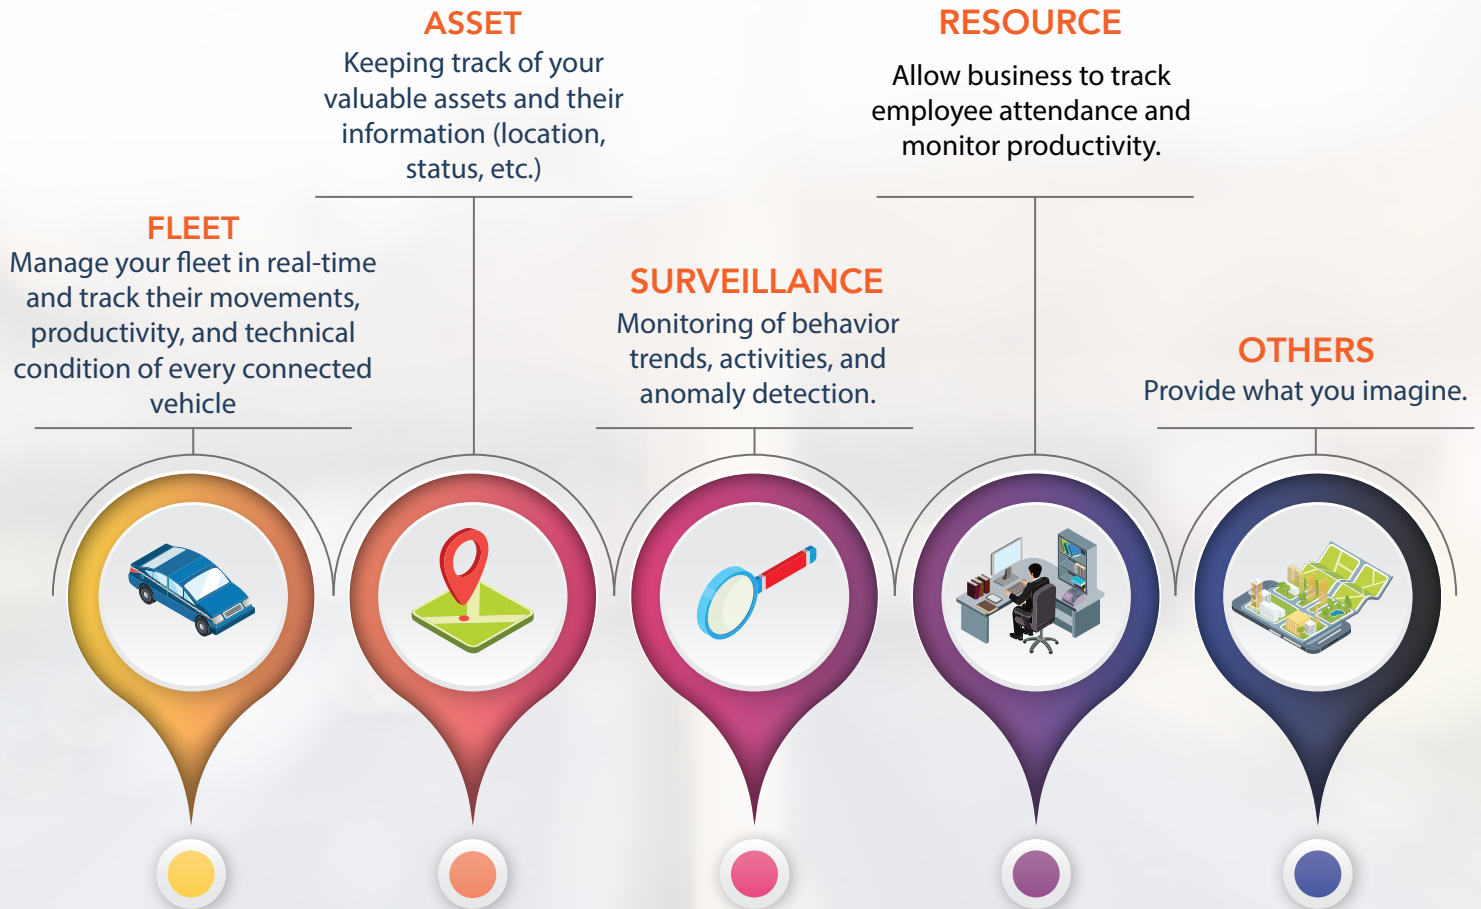 FLEET
Manage your fleet in real-time
and track their movements,
productivity, and technical
condition of every connected
vehicle
ASSET
Keeping track of your
valuable assets and their
information (location,
status, etc.)
SURVEILLANCE
Monitoring of behavior
trends, activities, and
anomaly detection.
RESOURCE
Allow business to track
employee attendance and
monitor productivity.
OTHERS
Provide what you imagine.